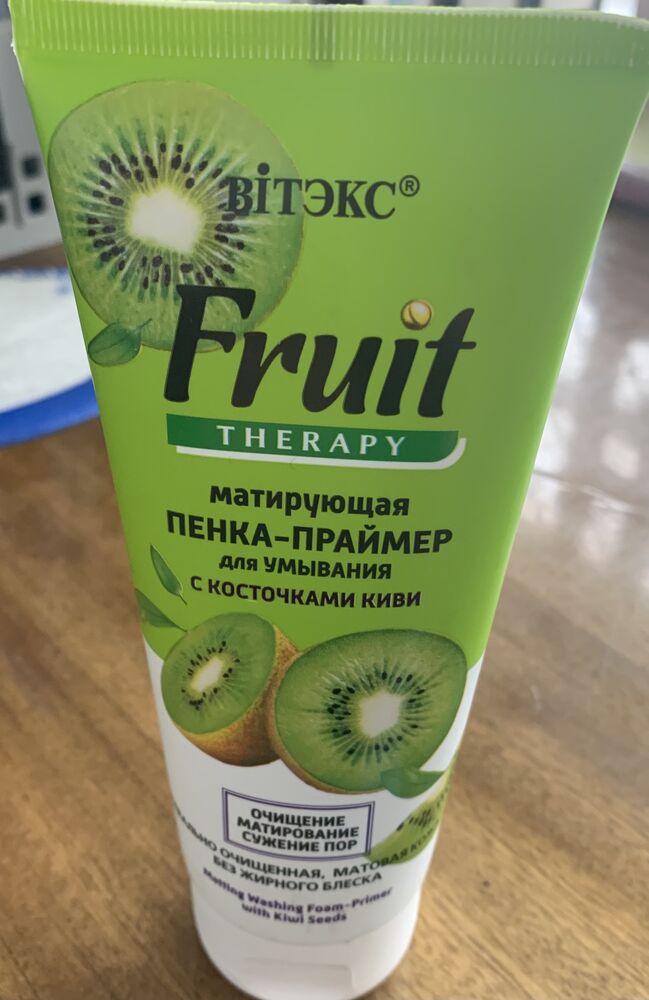 вітэкс®
Fruit
THERAPY
матирующая
ПЕНКА-ПРАЙМЕР
для УМЫВАНИЯ
С КОСТОЧКАМИ КИВИ
ОЧИЩЕНИЕ
МАТИРОВАНИЕ
СУЖЕНИЕ ПОР
ОЧИЩЕННАЯ, МАТОВАЯ
БЕЗ ЖИРНОГО БЛЕСКА
Matting Washing Foam-Primer
with Kiwi Seeds